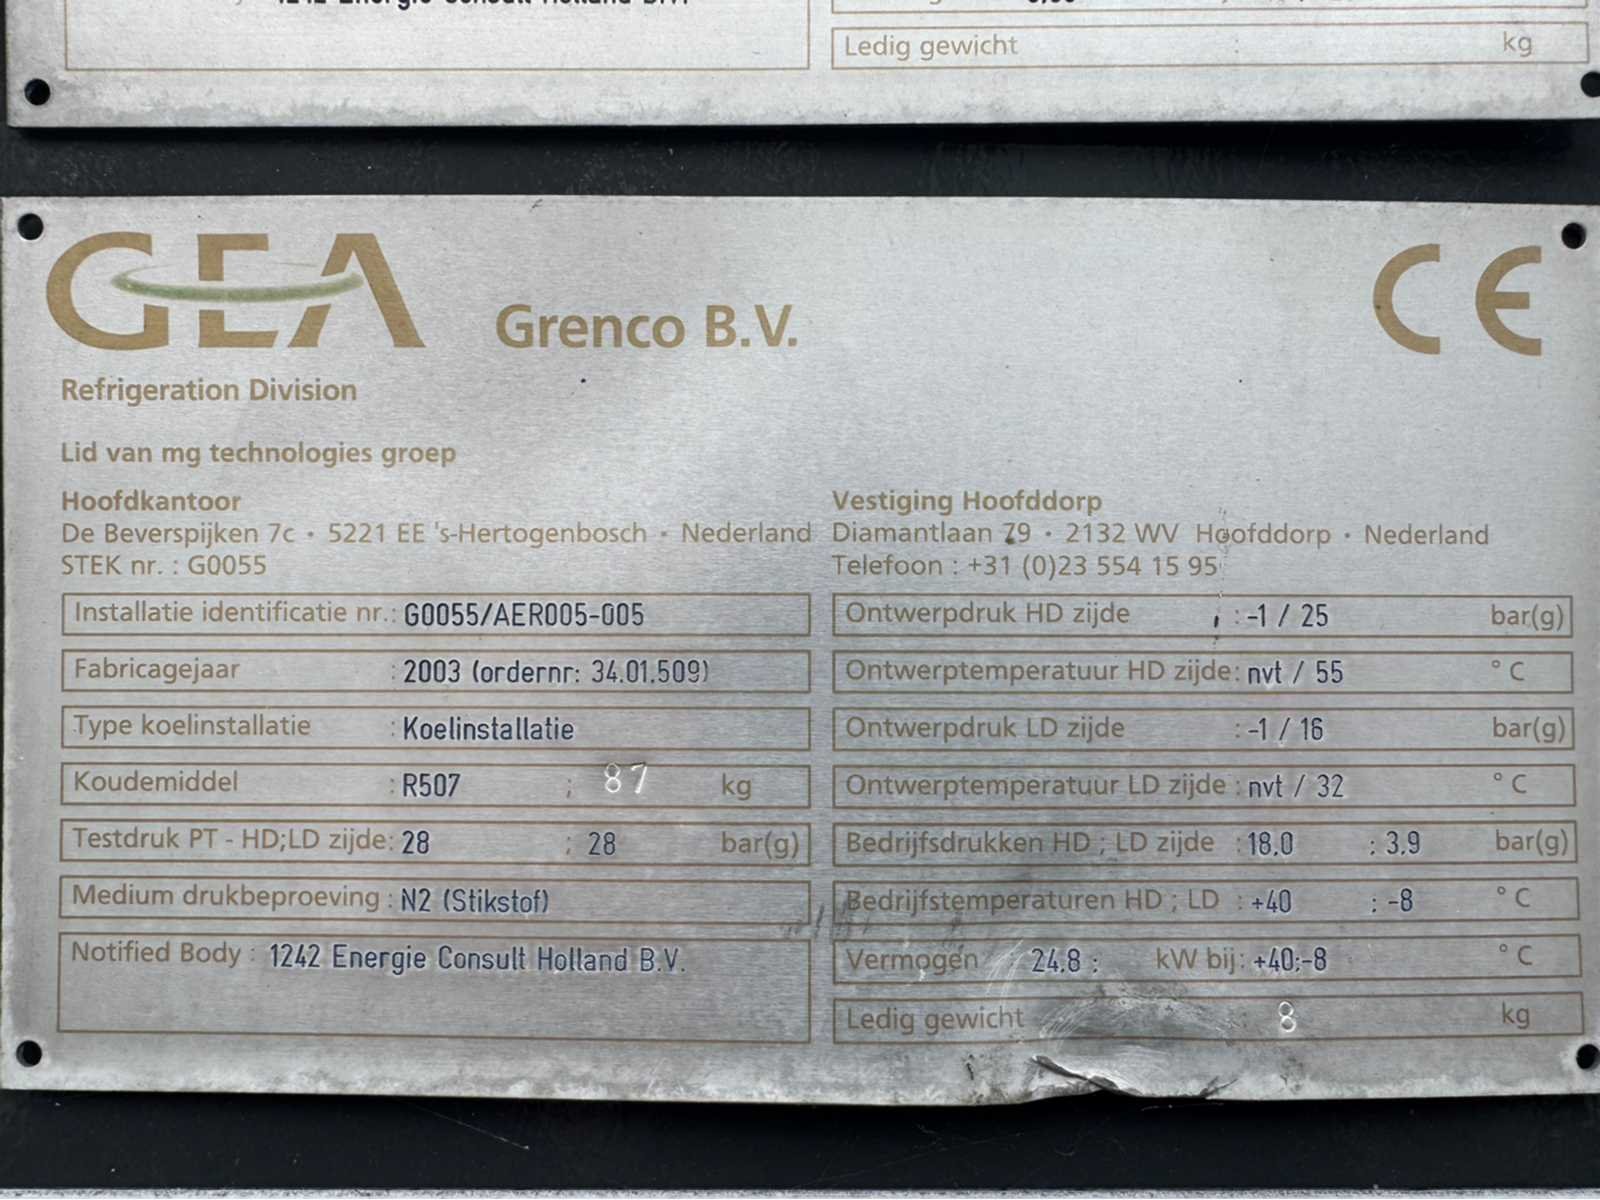 1242 Energie Consult Holland B.V.
Ledig gewicht : kg
GEA Grenco B.V. CE
Refrigeration Division
Lid van mg technologies groep
Hoofdkantoor
De Beverspijken 7c • 5221 EE 's-Hertogenbosch • Nederland
STEK nr. : G0055
Vestiging Hoofddorp
Diamantlaan 79 • 2132 WV Hoofddorp • Nederland
Telefoon : +31 (0)23 554 15 95
Installatie identificatie nr.: G0055/AER005-005
Fabricagejaar : 2003 (ordernr: 34.01.509)
Type koelinstallatie : Koelinstallatie
Koudemiddel : R507 ; 87 kg
Testdruk PT - HD;LD zijde: 28 ; 28 bar(g)
Medium drukbeproeving : N2 (Stikstof)
Notified Body : 1242 Energie Consult Holland B.V.
Ontwerpdruk HD zijde : -1 / 25 bar(g)
Ontwerptemperatuur HD zijde: nvt / 55 °C
Ontwerpdruk LD zijde : -1 / 16 bar(g)
Ontwerptemperatuur LD zijde : nvt / 32 °C
Bedrijfsdrukken HD ; LD zijde : 18.0 : 3.9 bar(g)
Bedrijfstemperaturen HD ; LD : +40 : -8 °C
Vermogen : 24.8 : kW bij: +40:-8 °C
Ledig gewicht : 8 kg